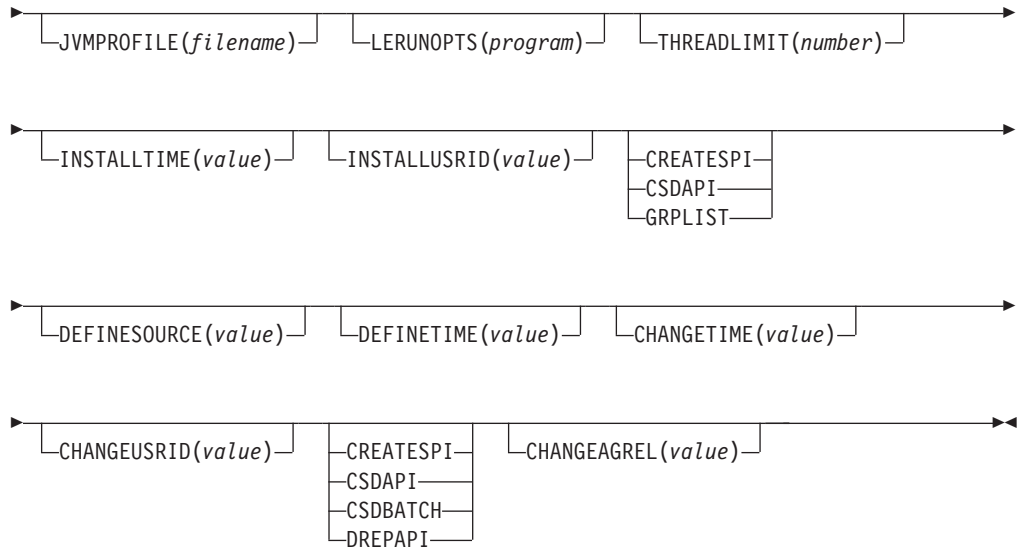 JVMPROFILE(filename) LERUNOPTS(program) THREADLIMIT(number)
INSTALLTIME(value) INSTALLUSRID(value) CREATESPI
CSDAPI
GRPLIST
DEFINESOURCE(value) DEFINETIME(value) CHANGETIME(value)
CHANGEUSRID(value) CREATESPI CHANGEAGREL(value)
CSDAPI
CSDBATCH
DREPAPI